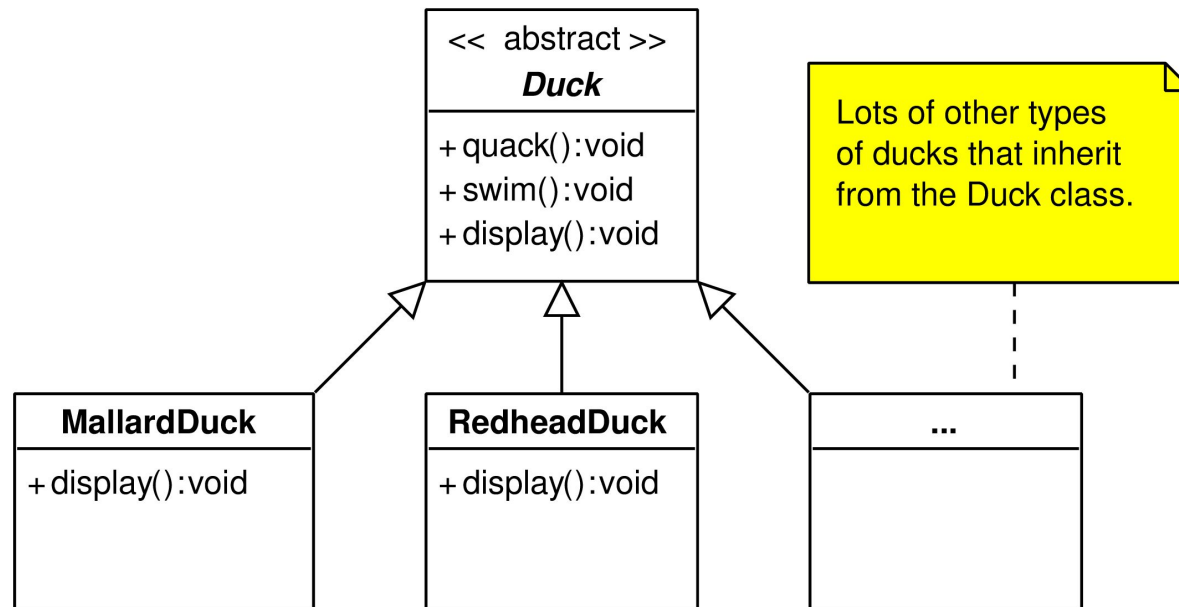 << abstract >>
Duck
+ quack():void
+ swim():void
+ display():void
Lots of other types
of ducks that inherit
from the Duck class.
MallardDuck
+ display():void
RedheadDuck
+ display():void
...